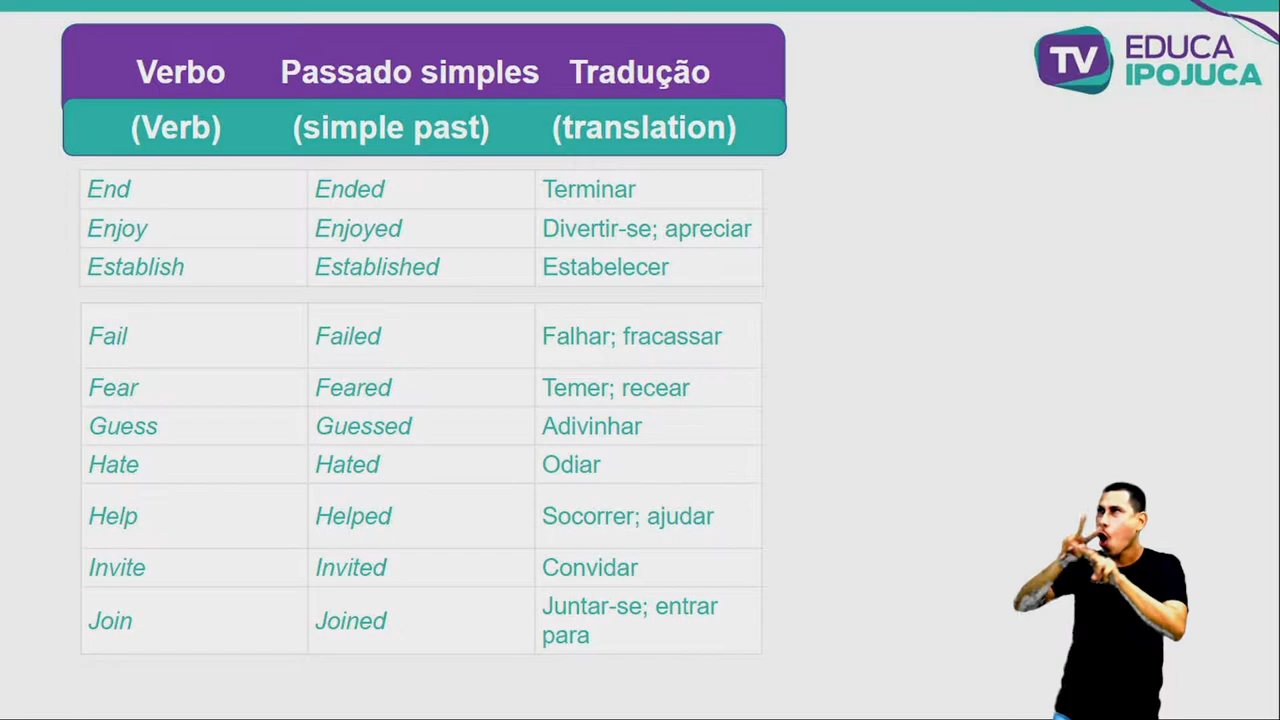 Verbo Passado simples Tradução
(Verb) (simple past) (translation)
TV EDUCA
IPOJUCA
End Ended Terminar
Enjoy Enjoyed Divertir-se; apreciar
Establish Established Estabelecer
Fail Failed Falhar; fracassar
Fear Feared Temer; recear
Guess Guessed Adivinhar
Hate Hated Odiar
Help Helped Socorrer; ajudar
Invite Invited Convidar
Join Joined Juntar-se; entrar
para